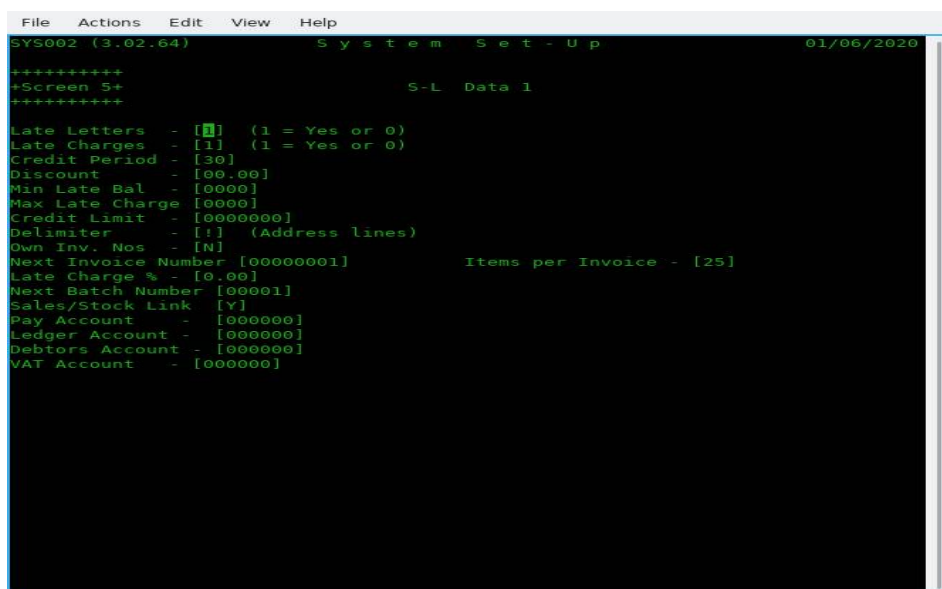 File Actions Edit View Help
SYS002 (3.02.64) S y s t e m S e t - U p 01/06/2020
++++++++++
+Screen 5+ S-L Data 1
++++++++++
Late Letters - [1] (1 = Yes or 0)
Late Charges - [1] (1 = Yes or 0)
Credit Period - [30]
Discount - [00.00]
Min Late Bal - [0000]
Max Late Charge [0000]
Credit Limit - [0000000]
Delimiter - [!] (Address lines)
Own Inv. Nos - [N]
Next Invoice Number [00000001] Items per Invoice - [25]
Late Charge % - [0.00]
Next Batch Number [00001]
Sales/Stock Link [Y]
Pay Account - [000000]
Ledger Account - [000000]
Debtors Account - [000000]
VAT Account - [000000]